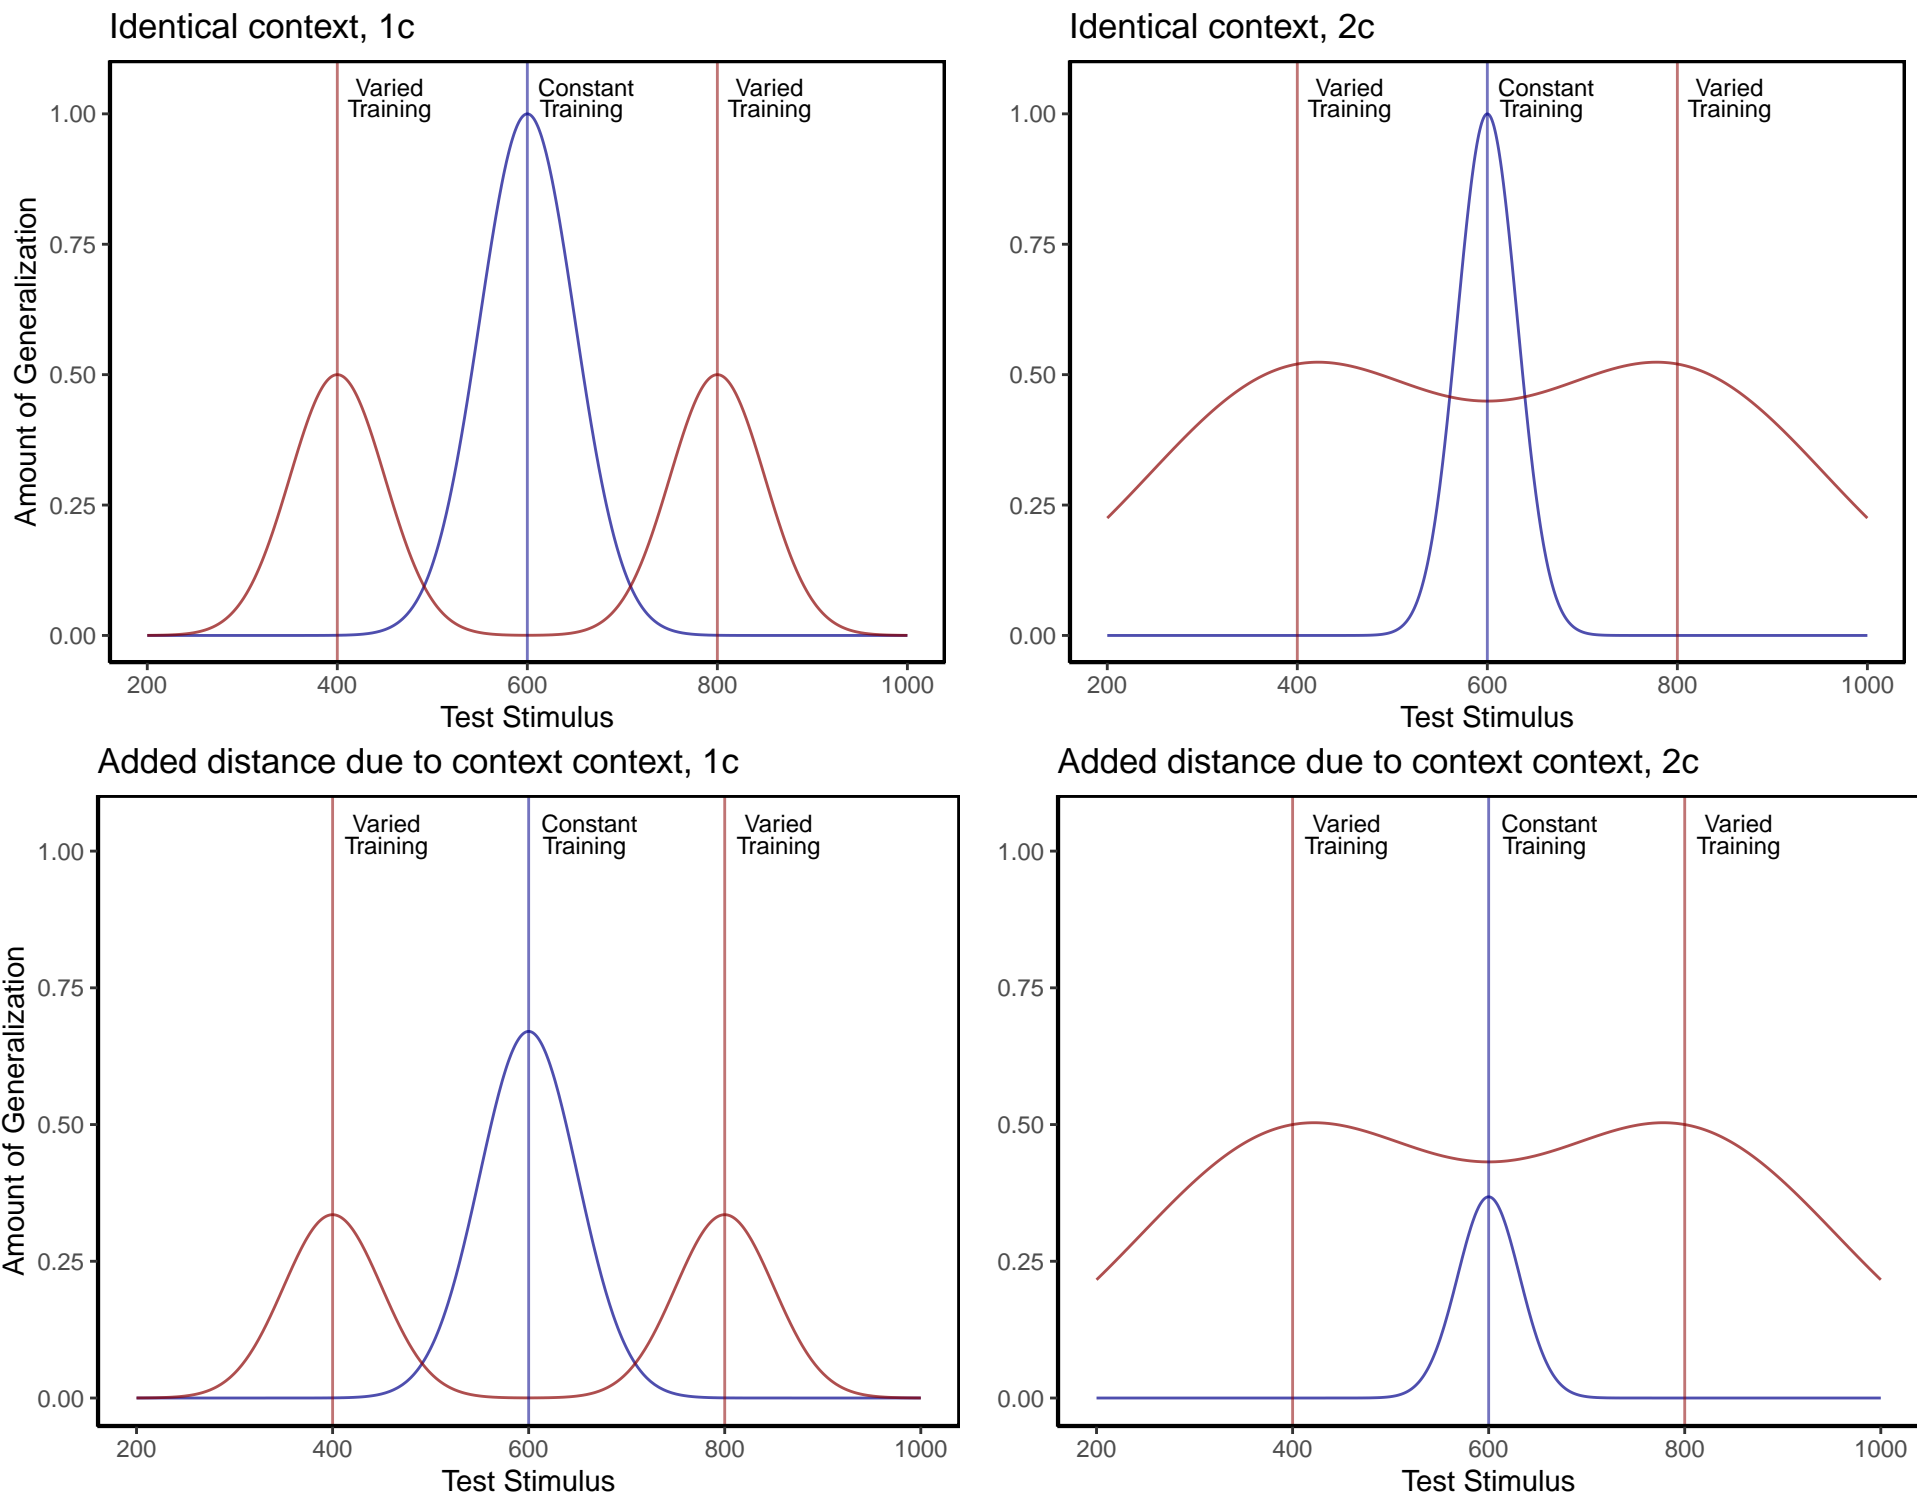 Identical context, 1c
Varied
Training
Constant
Training
Varied
Training
Amount of Generalization
1.00
0.75
0.50
0.25
0.00
200
400
600
800
1000
Test Stimulus
Identical context, 2c
Varied
Training
Constant
Training
Varied
Training
1.00
0.75
0.50
0.25
0.00
200
400
600
800
1000
Test Stimulus
Added distance due to context context, 1c
Varied
Training
Constant
Training
Varied
Training
Amount of Generalization
1.00
0.75
0.50
0.25
0.00
200
400
600
800
1000
Test Stimulus
Added distance due to context context, 2c
Varied
Training
Constant
Training
Varied
Training
1.00
0.75
0.50
0.25
0.00
200
400
600
800
1000
Test Stimulus